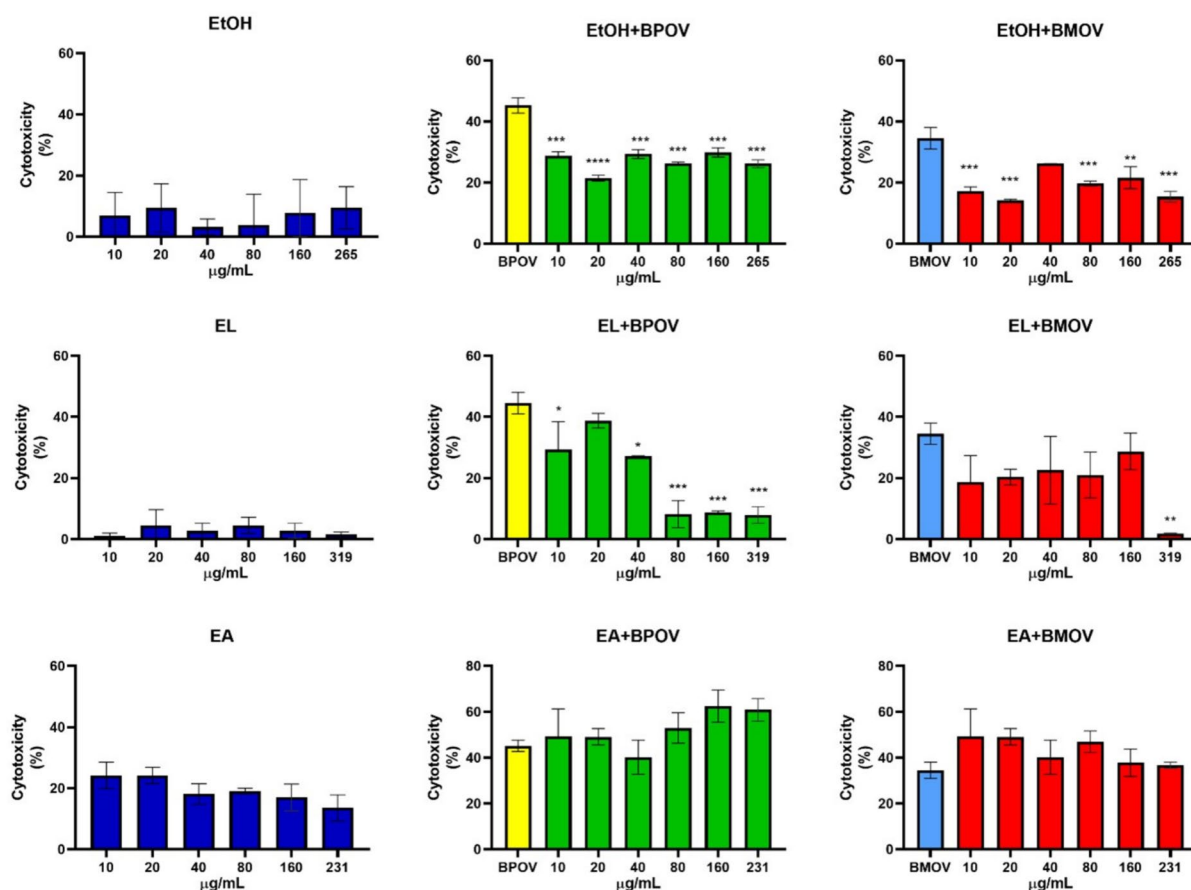 EtOH
Cytotoxicity
(%)
60
40
20
0
10 20 40 80 160 265
μg/mL
EtOH+BPOV
Cytotoxicity
(%)
60
40
20
0
*** **** *** *** *** ***
BPOV 10 20 40 80 160 265
μg/mL
EtOH+BMOV
Cytotoxicity
(%)
60
40
20
0
*** *** *** ** ***
BMOV 10 20 40 80 160 265
μg/mL
EL
Cytotoxicity
(%)
60
40
20
0
10 20 40 80 160 319
μg/mL
EL+BPOV
Cytotoxicity
(%)
60
40
20
0
* * *** *** ***
BPOV 10 20 40 80 160 319
μg/mL
EL+BMOV
Cytotoxicity
(%)
60
40
20
0
**
BMOV 10 20 40 80 160 319
μg/mL
EA
Cytotoxicity
(%)
60
40
20
0
10 20 40 80 160 231
μg/mL
EA+BPOV
Cytotoxicity
(%)
80
60
40
20
0
BPOV 10 20 40 80 160 231
μg/mL
EA+BMOV
Cytotoxicity
(%)
80
60
40
20
0
BMOV 10 20 40 80 160 231
μg/mL